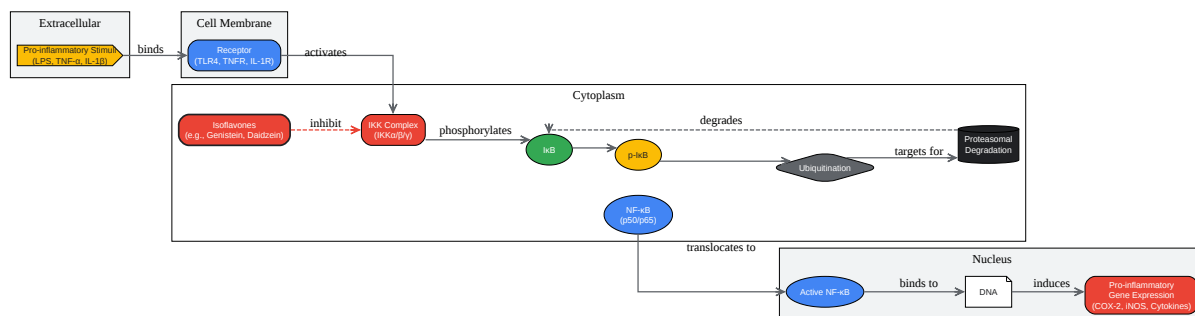 Extracellular
Pro-inflammatory Stimuli
(LPS, TNF-α, IL-1β)
binds
Cell Membrane
Receptor
(TLR4, TNFR, IL-1R)
activates
Cytoplasm
Isoflavones
(e.g., Genistein, Daidzein)
inhibit
IKK Complex
(IKKα/β/γ)
phosphorylates
IκB
degrades
p-IκB
Ubiquitination
targets for
Proteasomal
Degradation
NF-κB
(p50/p65)
translocates to
Nucleus
Active NF-κB
binds to
DNA
induces
Pro-inflammatory
Gene Expression
(COX-2, iNOS, Cytokines)